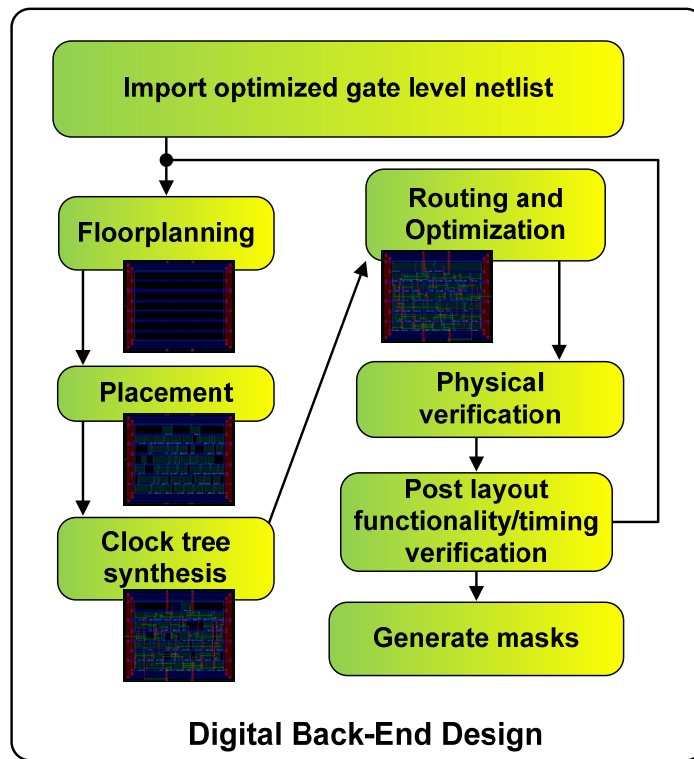 Import optimized gate level netlist
Floorplanning
Placement
Clock tree
synthesis
Routing and
Optimization
Physical
verification
Post layout
functionality/timing
verification
Generate masks
Digital Back-End Design